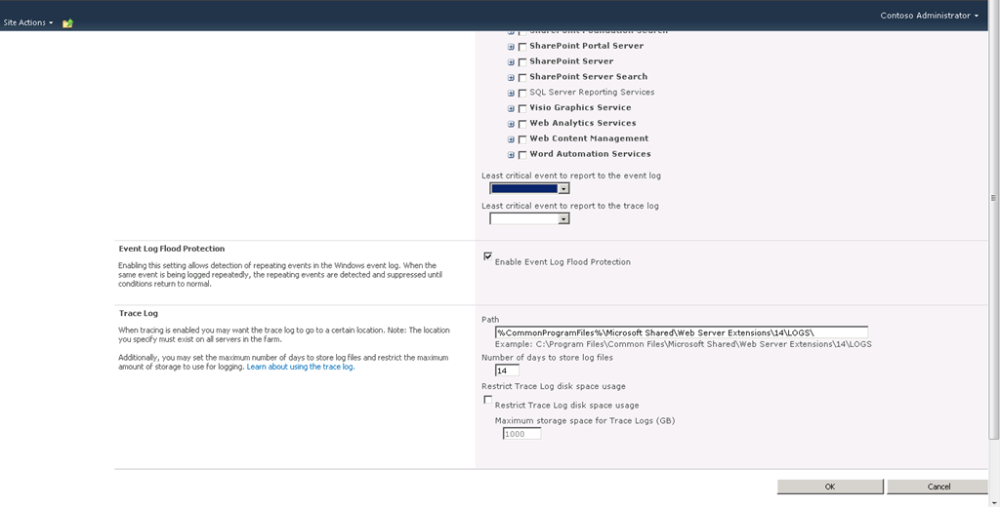 Contoso Administrator
Site Actions
SharePoint Foundation Search
SharePoint Portal Server
SharePoint Server
SharePoint Server Search
SQL Server Reporting Services
Visio Graphics Service
Web Analytics Services
Web Content Management
Word Automation Services
Least critical event to report to the event log
Least critical event to report to the trace log
Event Log Flood Protection
Enabling this setting allows detection of repeating events in the Windows event log. When the
same event is being logged repeatedly, the repeating events are detected and suppressed until
conditions return to normal.
Enable Event Log Flood Protection
Trace Log
When tracing is enabled you may want the trace log to go to a certain location. Note: The location
you specify must exist on all servers in the farm.
Additionally, you may set the maximum number of days to store log files and restrict the maximum
amount of storage to use for logging. Learn about using the trace log.
Path
%CommonProgramFiles%\Microsoft Shared\Web Server Extensions\14\LOGS\
Example: C:\Program Files\Common Files\Microsoft Shared\Web Server Extensions\14\LOGS
Number of days to store log files
14
Restrict Trace Log disk space usage
Restrict Trace Log disk space usage
Maximum storage space for Trace Logs (GB)
1000
OK
Cancel